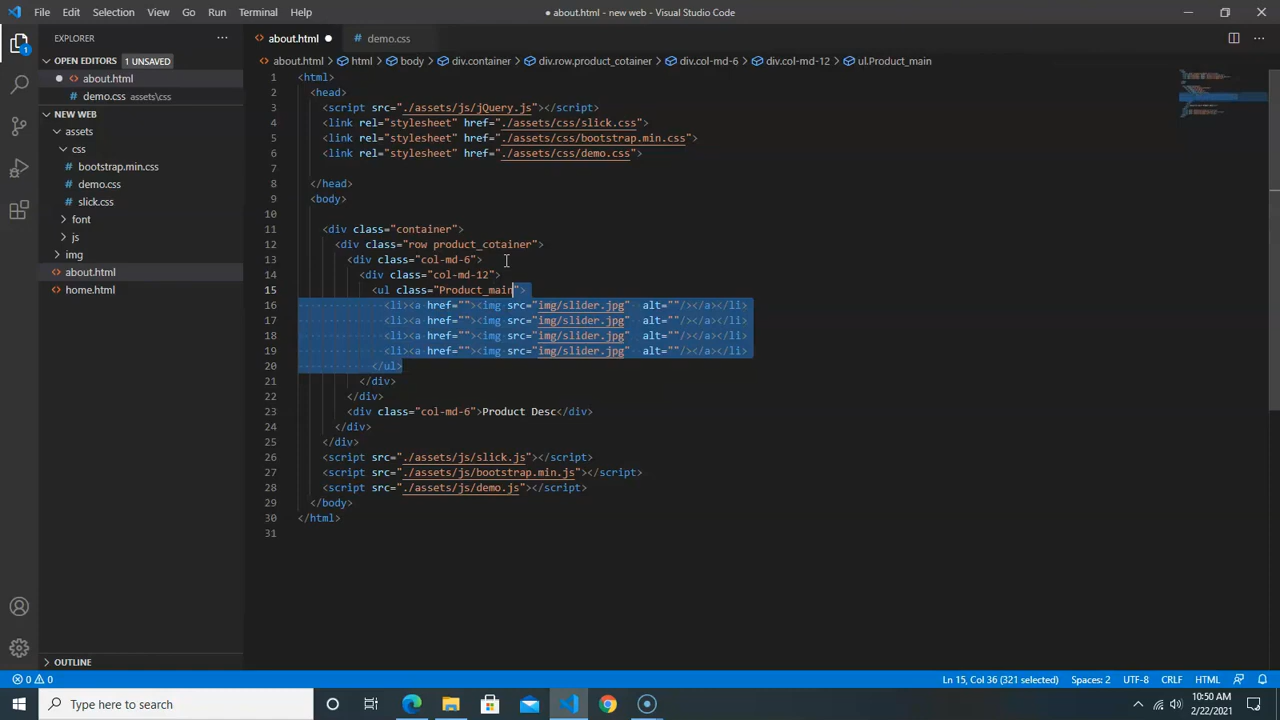 File Edit Selection View Go Run Terminal Help
● about.html - new web - Visual Studio Code
EXPLORER
about.html
demo.css
OPEN EDITORS 1 UNSAVED
about.html > html > body > div.container > div.row.product_cotainer > div.col-md-6 > div.col-md-12 > ul.Product_main
about.html
demo.css assets\css
NEW WEB
assets
css
bootstrap.min.css
demo.css
slick.css
font
js
img
about.html
home.html
1 <html>
2 <head>
3 <script src="./assets/js/jQuery.js"></script>
4 <link rel="stylesheet" href="./assets/css/slick.css">
5 <link rel="stylesheet" href="./assets/css/bootstrap.min.css">
6 <link rel="stylesheet" href="./assets/css/demo.css">
7
8 </head>
9 <body>
10
11 <div class="container">
12 <div class="row product_cotainer">
13 <div class="col-md-6">
14 <div class="col-md-12">
15 <ul class="Product_main">
16 <li><a href=""><img src="img/slider.jpg"  alt=""/></a></li>
17 <li><a href=""><img src="img/slider.jpg"  alt=""/></a></li>
18 <li><a href=""><img src="img/slider.jpg"  alt=""/></a></li>
19 <li><a href=""><img src="img/slider.jpg"  alt=""/></a></li>
20 </ul>
21 </div>
22 </div>
23 <div class="col-md-6">Product Desc</div>
24 </div>
25 </div>
26 <script src="./assets/js/slick.js"></script>
27 <script src="./assets/js/bootstrap.min.js"></script>
28 <script src="./assets/js/demo.js"></script>
29 </body>
30 </html>
31
OUTLINE
0 0
Ln 15, Col 36 (321 selected) Spaces: 2 UTF-8 CRLF HTML
Type here to search
10:50 AM
2/22/2021